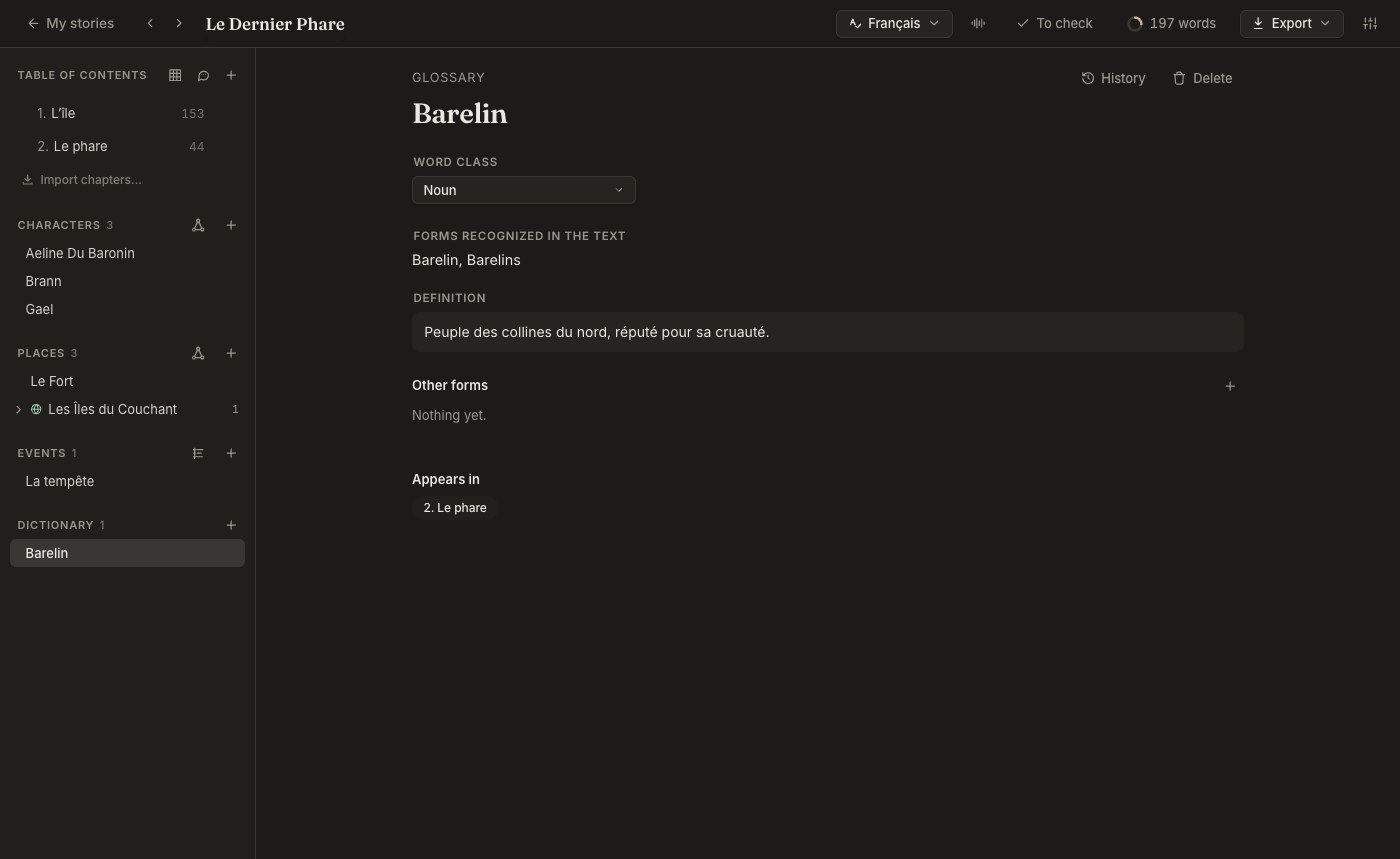 My stories
Le Dernier Phare
Français
To check
197 words
Export
TABLE OF CONTENTS
1. L'île 153
2. Le phare 44
Import chapters...
CHARACTERS 3
Aeline Du Baronin
Brann
Gael
PLACES 3
Le Fort
Les Îles du Couchant 1
EVENTS 1
La tempête
DICTIONARY 1
Barelin
GLOSSARY
History
Delete
Barelin
WORD CLASS
Noun
FORMS RECOGNIZED IN THE TEXT
Barelin, Barelins
DEFINITION
Peuple des collines du nord, réputé pour sa cruauté.
Other forms
Nothing yet.
Appears in
2. Le phare